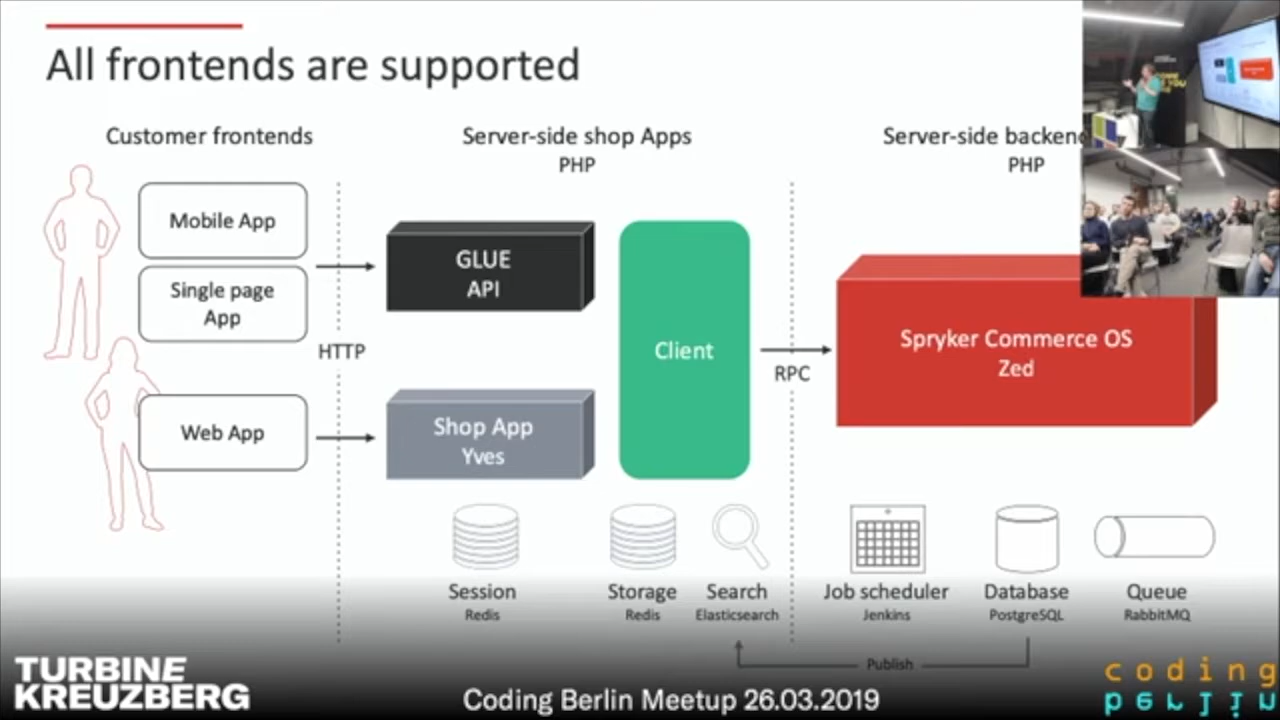 All frontends are supported
Customer frontends
Server-side shop Apps
PHP
Server-side backend
PHP
Mobile App
Single page
App
Web App
HTTP
GLUE
API
Shop App
Yves
Client
RPC
Spryker Commerce OS
Zed
Session
Redis
Storage
Redis
Search
Elasticsearch
Job scheduler
Jenkins
Database
PostgreSQL
Queue
RabbitMQ
Publish
TURBINE
KREUZBERG
Coding Berlin Meetup 26.03.2019
coding
berlin